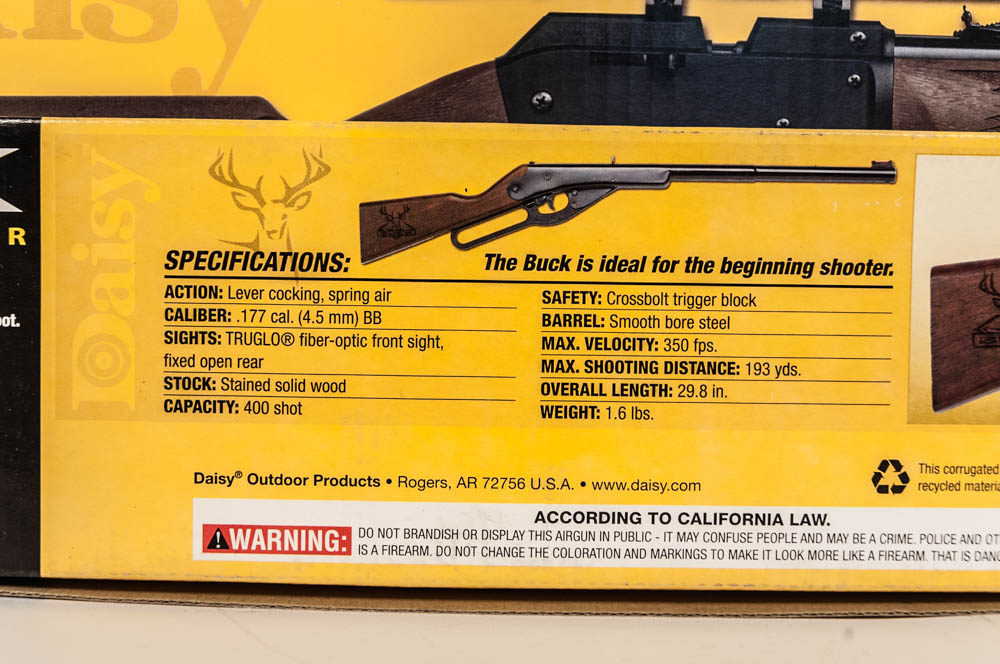 Daisy
R
oot.
SPECIFICATIONS:
The Buck is ideal for the beginning shooter.
ACTION: Lever cocking, spring air
CALIBER: .177 cal. (4.5 mm) BB
SIGHTS: TRUGLO® fiber-optic front sight,
fixed open rear
STOCK: Stained solid wood
CAPACITY: 400 shot
SAFETY: Crossbolt trigger block
BARREL: Smooth bore steel
MAX. VELOCITY: 350 fps.
MAX. SHOOTING DISTANCE: 193 yds.
OVERALL LENGTH: 29.8 in.
WEIGHT: 1.6 lbs.
Daisy® Outdoor Products • Rogers, AR 72756 U.S.A. • www.daisy.com
This corrugated
recycled materia
ACCORDING TO CALIFORNIA LAW.
WARNING: DO NOT BRANDISH OR DISPLAY THIS AIRGUN IN PUBLIC - IT MAY CONFUSE PEOPLE AND MAY BE A CRIME. POLICE AND OT
IS A FIREARM. DO NOT CHANGE THE COLORATION AND MARKINGS TO MAKE IT LOOK MORE LIKE A FIREARM. THAT IS DANG